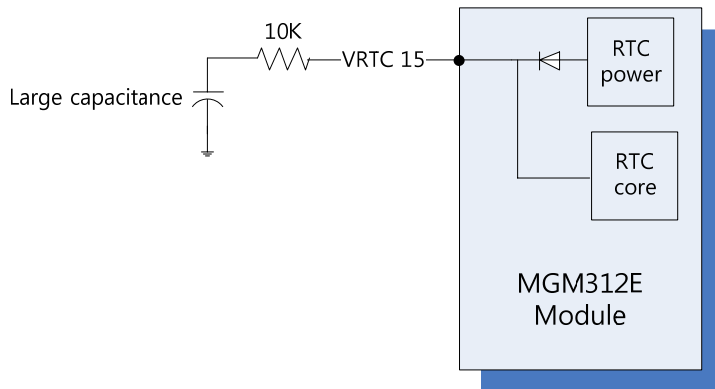 10K
VRTC 15
Large capacitance
RTC
power
RTC
core
MGM312E
Module